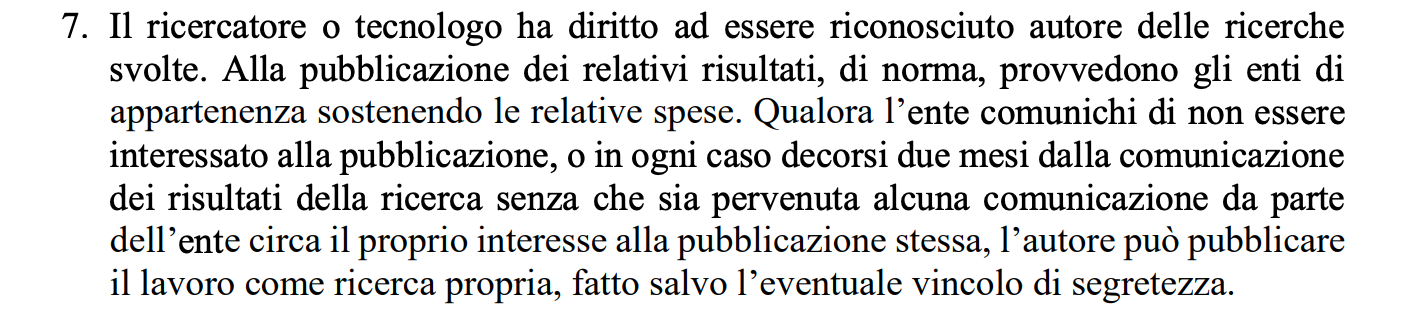 7. Il ricercatore o tecnologo ha diritto ad essere riconosciuto autore delle ricerche
svolte. Alla pubblicazione dei relativi risultati, di norma, provvedono gli enti di
appartenenza sostenendo le relative spese. Qualora l’ente comunichi di non essere
interessato alla pubblicazione, o in ogni caso decorsi due mesi dalla comunicazione
dei risultati della ricerca senza che sia pervenuta alcuna comunicazione da parte
dell’ente circa il proprio interesse alla pubblicazione stessa, l’autore può pubblicare
il lavoro come ricerca propria, fatto salvo l’eventuale vincolo di segretezza.